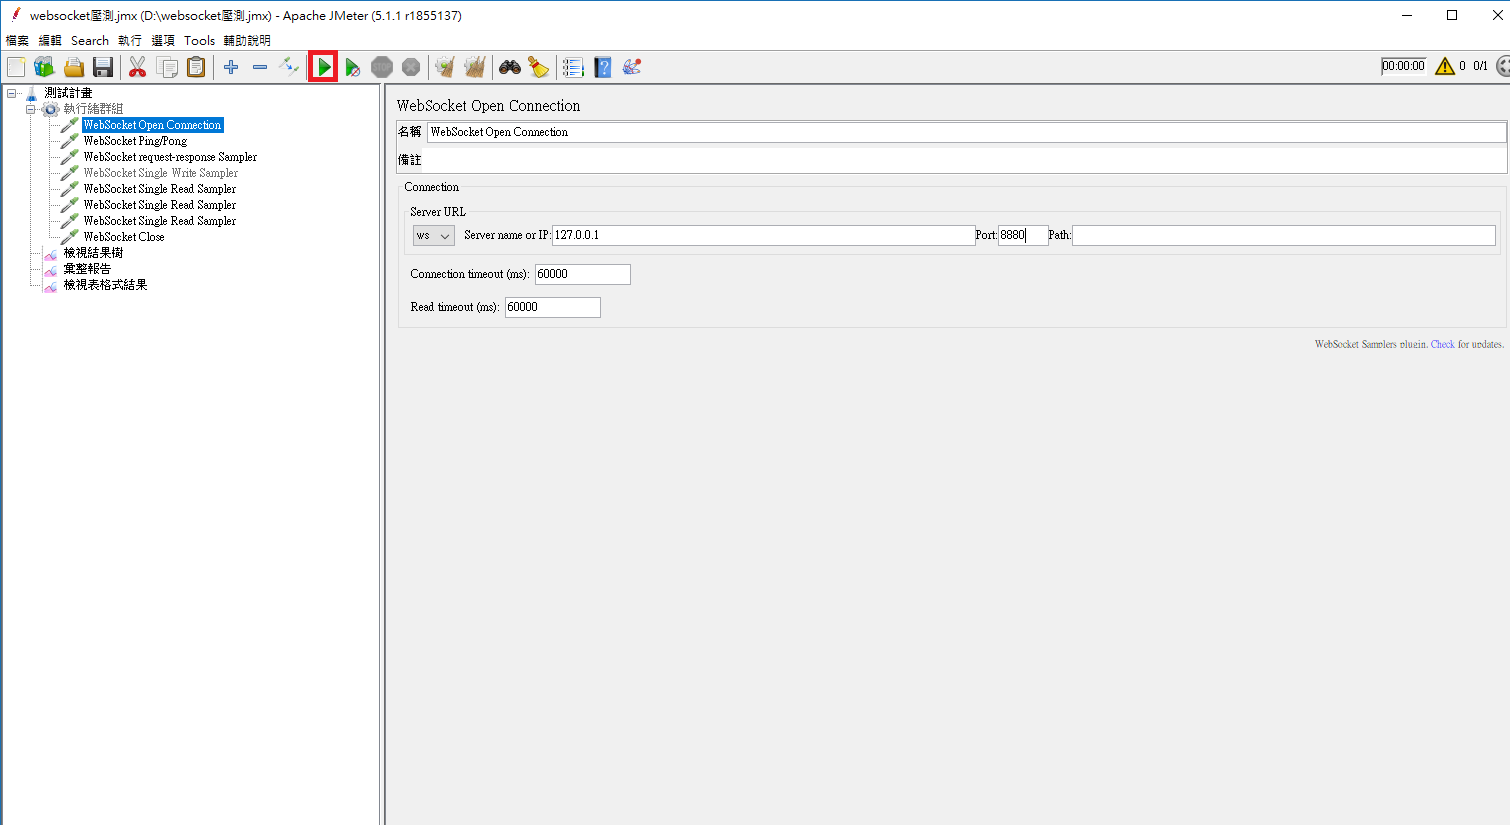 websocket壓測.jmx (D:\websocket壓測.jmx) - Apache JMeter (5.1.1 r1855137)
檔案 編輯 Search 執行 選項 Tools 輔助說明
STOP
00:00:00 0 0/1
測試計畫
執行緒群組
WebSocket Open Connection
WebSocket Ping/Pong
WebSocket request-response Sampler
WebSocket Single Write Sampler
WebSocket Single Read Sampler
WebSocket Single Read Sampler
WebSocket Single Read Sampler
WebSocket Close
檢視結果樹
彙整報告
檢視表格式結果
WebSocket Open Connection
名稱 WebSocket Open Connection
備註
Connection
Server URL
ws Server name or IP: 127.0.0.1 Port: 8880 Path:
Connection timeout (ms): 60000
Read timeout (ms): 60000
WebSocket Samplers plugin. Check for updates.